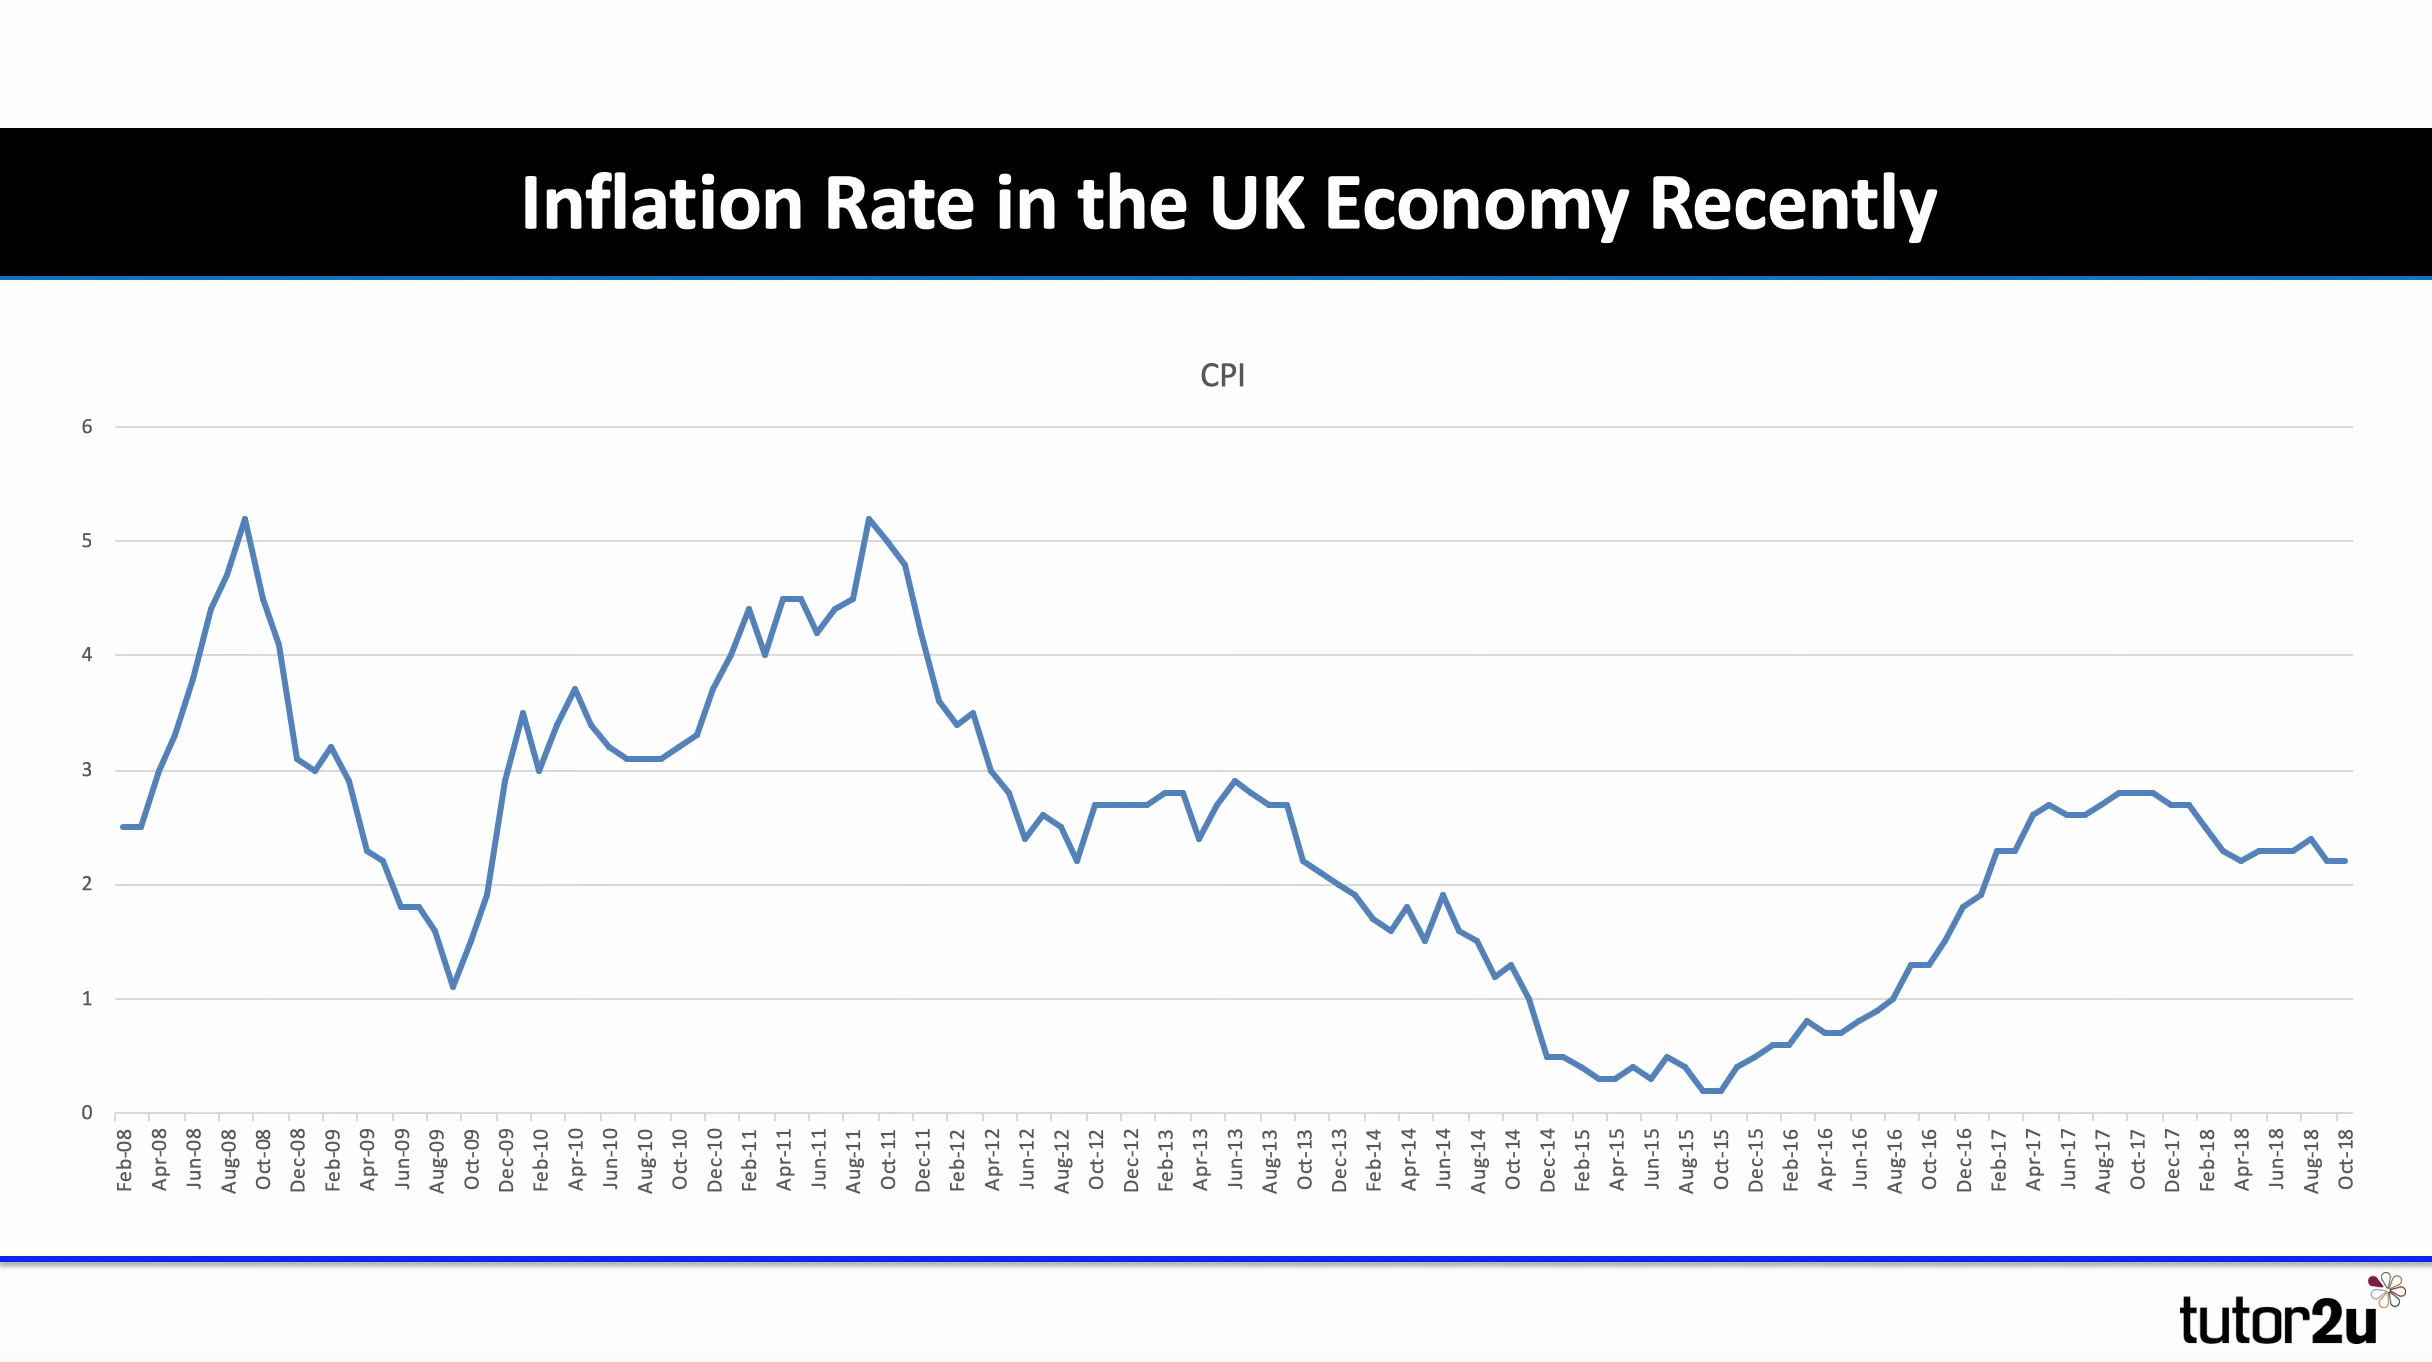 Inflation Rate in the UK Economy Recently
CPI
6
5
4
3
2
1
0
Feb-08
Apr-08
Jun-08
Aug-08
Oct-08
Dec-08
Feb-09
Apr-09
Jun-09
Aug-09
Oct-09
Dec-09
Feb-10
Apr-10
Jun-10
Aug-10
Oct-10
Dec-10
Feb-11
Apr-11
Jun-11
Aug-11
Oct-11
Dec-11
Feb-12
Apr-12
Jun-12
Aug-12
Oct-12
Dec-12
Feb-13
Apr-13
Jun-13
Aug-13
Oct-13
Dec-13
Feb-14
Apr-14
Jun-14
Aug-14
Oct-14
Dec-14
Feb-15
Apr-15
Jun-15
Aug-15
Oct-15
Dec-15
Feb-16
Apr-16
Jun-16
Aug-16
Oct-16
Dec-16
Feb-17
Apr-17
Jun-17
Aug-17
Oct-17
Dec-17
Feb-18
Apr-18
Jun-18
Aug-18
Oct-18
tutor2u